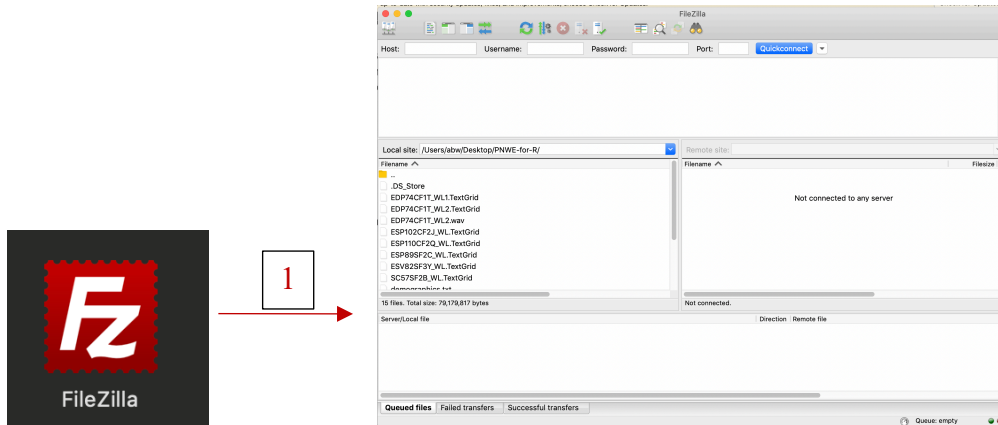 FileZilla
Host: Username: Password: Port: Quickconnect
Local site: /Users/abw/Desktop/PNWE-for-R/
Remote site:
Filename
Filename Filesize
..
.DS_Store
EDP74CF1T_WL1.TextGrid
EDP74CF1T_WL2.TextGrid
EDP74CF1T_WL2.wav
ESP102CF2J_WL.TextGrid
ESP110CF2Q_WL.TextGrid
ESP89SF2C_WL.TextGrid
ESV82SF3Y_WL.TextGrid
SC57SF2B_WL.TextGrid
demographics.txt
Not connected to any server
15 files. Total size: 79,179,817 bytes
Not connected.
Server/Local file Direction Remote file
Queued files Failed transfers Successful transfers
Queue: empty
Fz
FileZilla
1